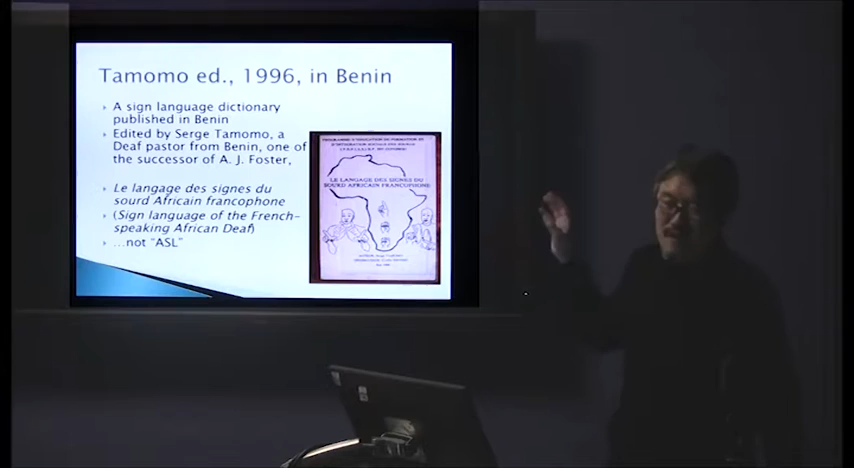 Tamomo ed., 1996, in Benin
A sign language dictionary
published in Benin
Edited by Serge Tamomo, a
Deaf pastor from Benin, one of
the successor of A. J. Foster,
Le langage des signes du
sourd Africain francophone
(Sign language of the French-
speaking African Deaf)
...not "ASL"
LE LANGAGE DES SIGNES DU
SOURD AFRICAIN FRANCOPHONE